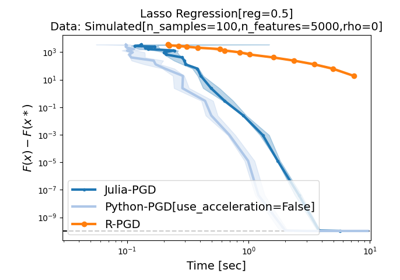 Lasso Regression[reg=0.5]
Data: Simulated[n_samples=100,n_features=5000,rho=0]
F(x) − F(x*)
10³
10¹
10⁻¹
10⁻³
10⁻⁵
10⁻⁷
10⁻⁹
Julia-PGD
Python-PGD[use_acceleration=False]
R-PGD
10⁻¹
10⁰
10¹
Time [sec]